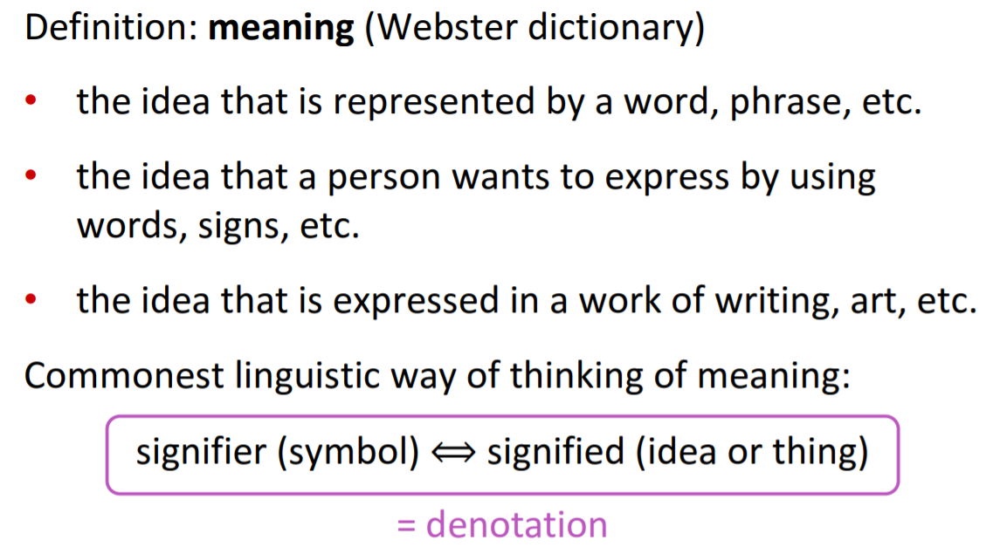 Definition: meaning (Webster dictionary)
• the idea that is represented by a word, phrase, etc.
• the idea that a person wants to express by using
words, signs, etc.
• the idea that is expressed in a work of writing, art, etc.
Commonest linguistic way of thinking of meaning:
signifier (symbol) ⟺ signified (idea or thing)
= denotation